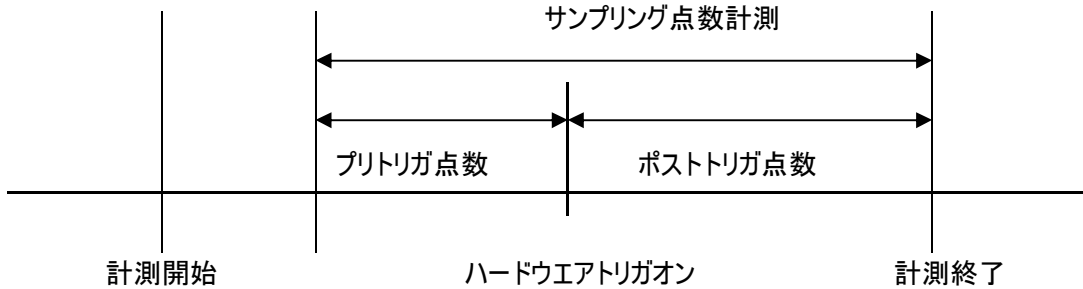 サンプリング点数計測
プリトリガ点数
ポストトリガ点数
計測開始
ハードウエアトリガオン
計測終了